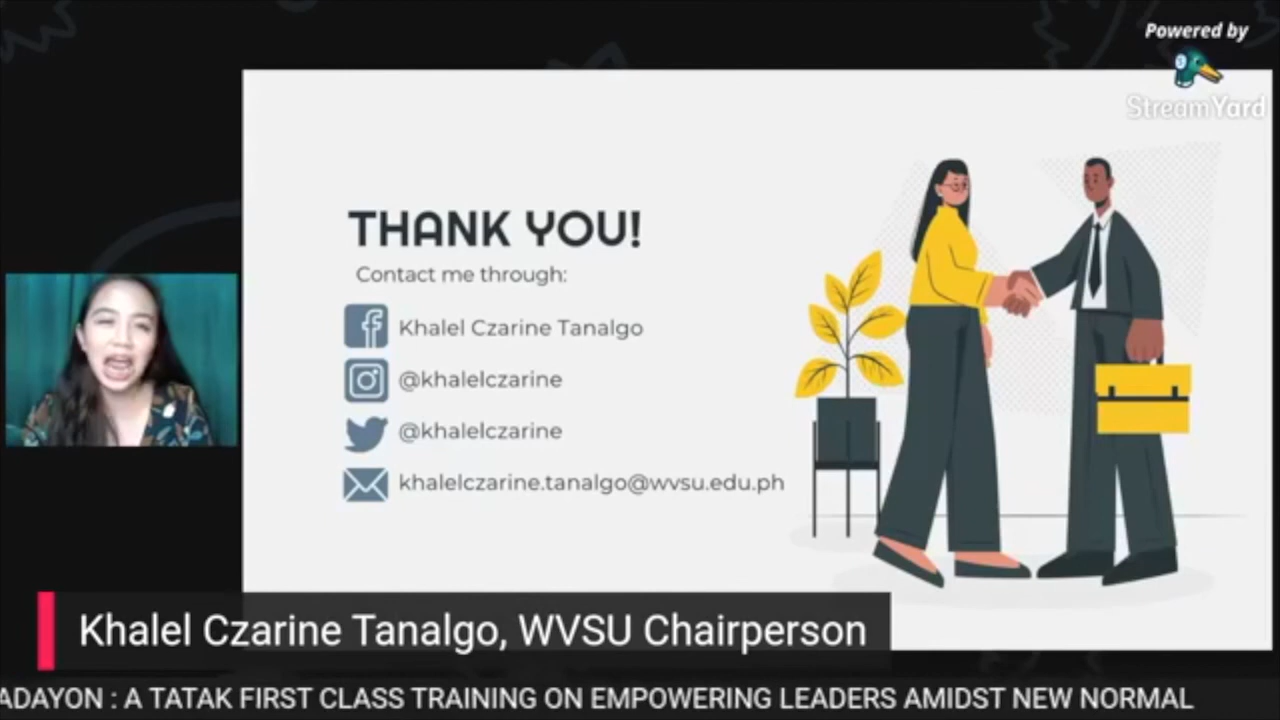 Powered by
StreamYard
THANK YOU!
Contact me through:
Khalel Czarine Tanalgo
@khalelczarine
@khalelczarine
khalelczarine.tanalgo@wvsu.edu.ph
Khalel Czarine Tanalgo, WVSU Chairperson
ADAYON : A TATAK FIRST CLASS TRAINING ON EMPOWERING LEADERS AMIDST NEW NORMAL